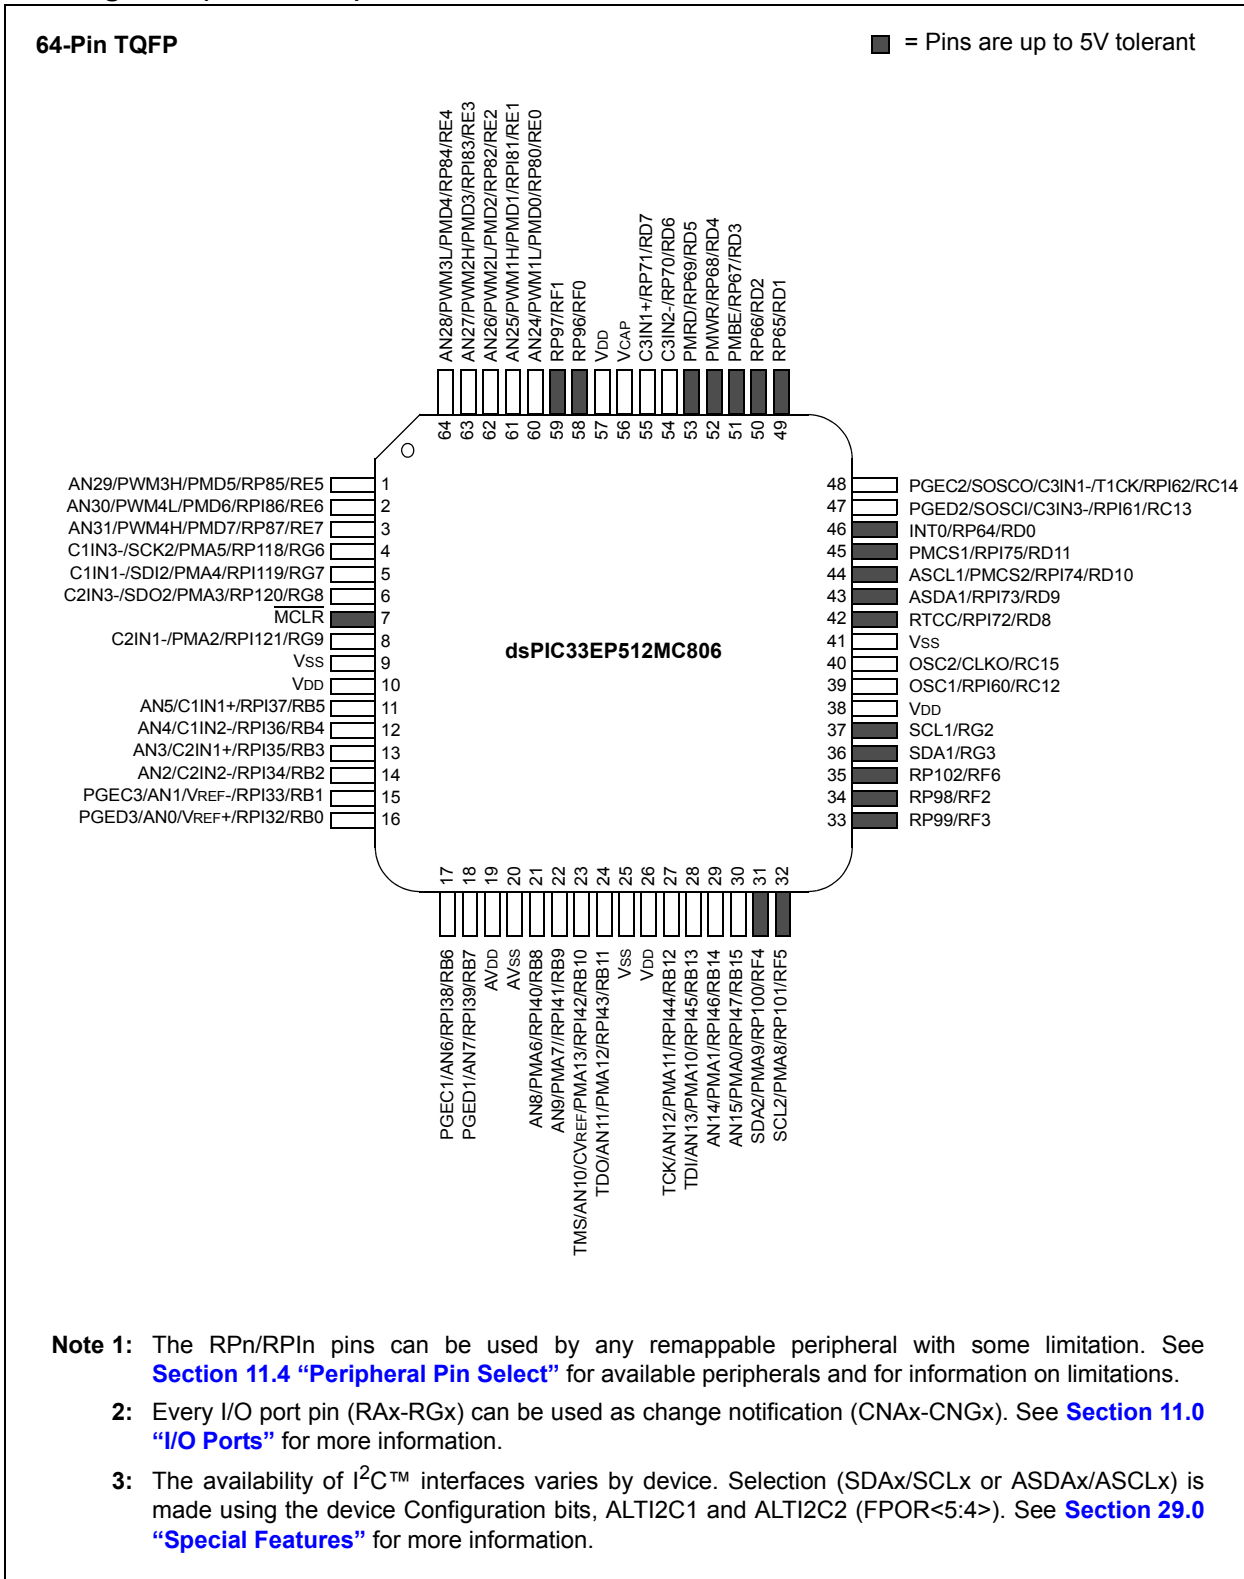 64-Pin TQFP
= Pins are up to 5V tolerant
AN28/PWM3L/PMD4/RP84/RE4
AN27/PWM2H/PMD3/RPI83/RE3
AN26/PWM2L/PMD2/RP82/RE2
AN25/PWM1H/PMD1/RPI81/RE1
AN24/PWM1L/PMD0/RP80/RE0
RP97/RF1
RP96/RF0
VDD
VCAP
C3IN1+/RP71/RD7
C3IN2-/RP70/RD6
PMRD/RP69/RD5
PMWR/RP68/RD4
PMBE/RP67/RD3
RP66/RD2
RP65/RD1
64 63 62 61 60 59 58 57 56 55 54 53 52 51 50 49
AN29/PWM3H/PMD5/RP85/RE5 1
AN30/PWM4L/PMD6/RPI86/RE6 2
AN31/PWM4H/PMD7/RP87/RE7 3
C1IN3-/SCK2/PMA5/RP118/RG6 4
C1IN1-/SDI2/PMA4/RPI119/RG7 5
C2IN3-/SDO2/PMA3/RP120/RG8 6
MCLR 7
C2IN1-/PMA2/RPI121/RG9 8
VSS 9
VDD 10
AN5/C1IN1+/RPI37/RB5 11
AN4/C1IN2-/RPI36/RB4 12
AN3/C2IN1+/RPI35/RB3 13
AN2/C2IN2-/RPI34/RB2 14
PGEC3/AN1/VREF-/RPI33/RB1 15
PGED3/AN0/VREF+/RPI32/RB0 16
dsPIC33EP512MC806
48 PGEC2/SOSCO/C3IN1-/T1CK/RPI62/RC14
47 PGED2/SOSCI/C3IN3-/RPI61/RC13
46 INT0/RP64/RD0
45 PMCS1/RPI75/RD11
44 ASCL1/PMCS2/RPI74/RD10
43 ASDA1/RPI73/RD9
42 RTCC/RPI72/RD8
41 VSS
40 OSC2/CLKO/RC15
39 OSC1/RPI60/RC12
38 VDD
37 SCL1/RG2
36 SDA1/RG3
35 RP102/RF6
34 RP98/RF2
33 RP99/RF3
17 18 19 20 21 22 23 24 25 26 27 28 29 30 31 32
PGEC1/AN6/RPI38/RB6
PGED1/AN7/RPI39/RB7
AVDD
AVSS
AN8/PMA6/RPI40/RB8
AN9/PMA7//RPI41/RB9
TMS/AN10/CVREF/PMA13/RPI42/RB10
TDO/AN11/PMA12/RPI43/RB11
VSS
VDD
TCK/AN12/PMA11/RPI44/RB12
TDI/AN13/PMA10/RPI45/RB13
AN14/PMA1/RPI46/RB14
AN15/PMA0/RPI47/RB15
SDA2/PMA9/RP100/RF4
SCL2/PMA8/RP101/RF5
Note 1: The RPn/RPIn pins can be used by any remappable peripheral with some limitation. See
Section 11.4 “Peripheral Pin Select” for available peripherals and for information on limitations.
2: Every I/O port pin (RAx-RGx) can be used as change notification (CNAx-CNGx). See Section 11.0
“I/O Ports” for more information.
3: The availability of I2C™ interfaces varies by device. Selection (SDAx/SCLx or ASDAx/ASCLx) is
made using the device Configuration bits, ALTI2C1 and ALTI2C2 (FPOR<5:4>). See Section 29.0
“Special Features” for more information.